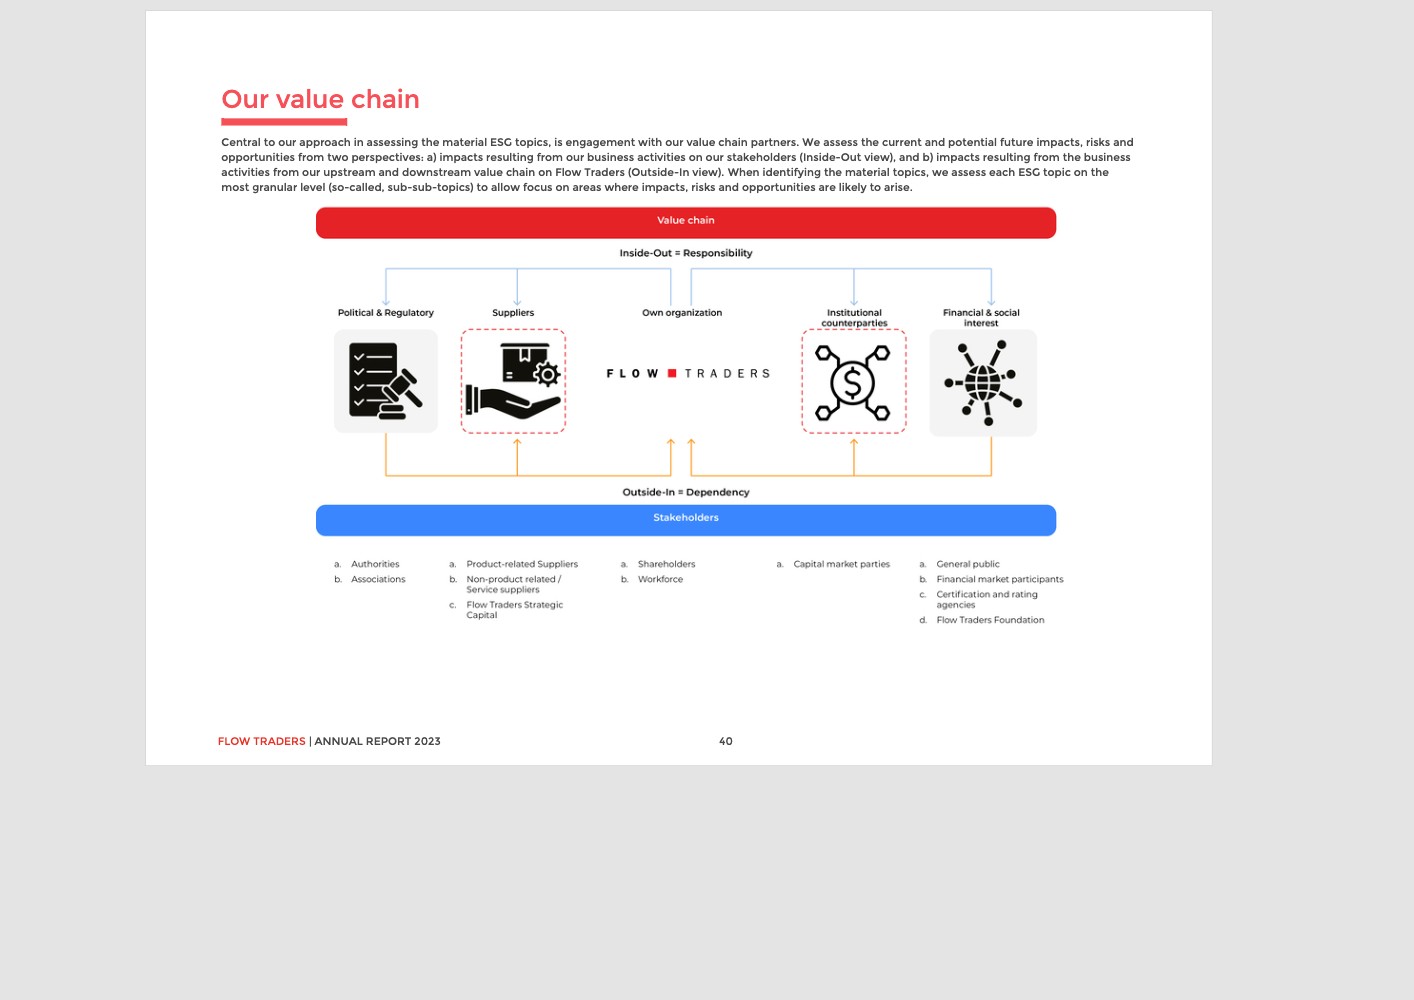 Our value chain
Central to our approach in assessing the material ESG topics, is engagement with our value chain partners. We assess the current and potential future impacts, risks and
opportunities from two perspectives: a) impacts resulting from our business activities on our stakeholders (Inside-Out view), and b) impacts resulting from the business
activities from our upstream and downstream value chain on Flow Traders (Outside-In view). When identifying the material topics, we assess each ESG topic on the
most granular level (so-called, sub-sub-topics) to allow focus on areas where impacts, risks and opportunities are likely to arise.
Value chain
Inside-Out = Responsibility
Political & Regulatory
Suppliers
Own organization
Institutional
counterparties
Financial & social
interest
FLOW TRADERS
$
Outside-In = Dependency
Stakeholders
a. Authorities
b. Associations
a. Product-related Suppliers
b. Non-product related /
Service suppliers
c. Flow Traders Strategic
Capital
a. Shareholders
b. Workforce
a. Capital market parties
a. General public
b. Financial market participants
c. Certification and rating
agencies
d. Flow Traders Foundation
FLOW TRADERS | ANNUAL REPORT 2023
40